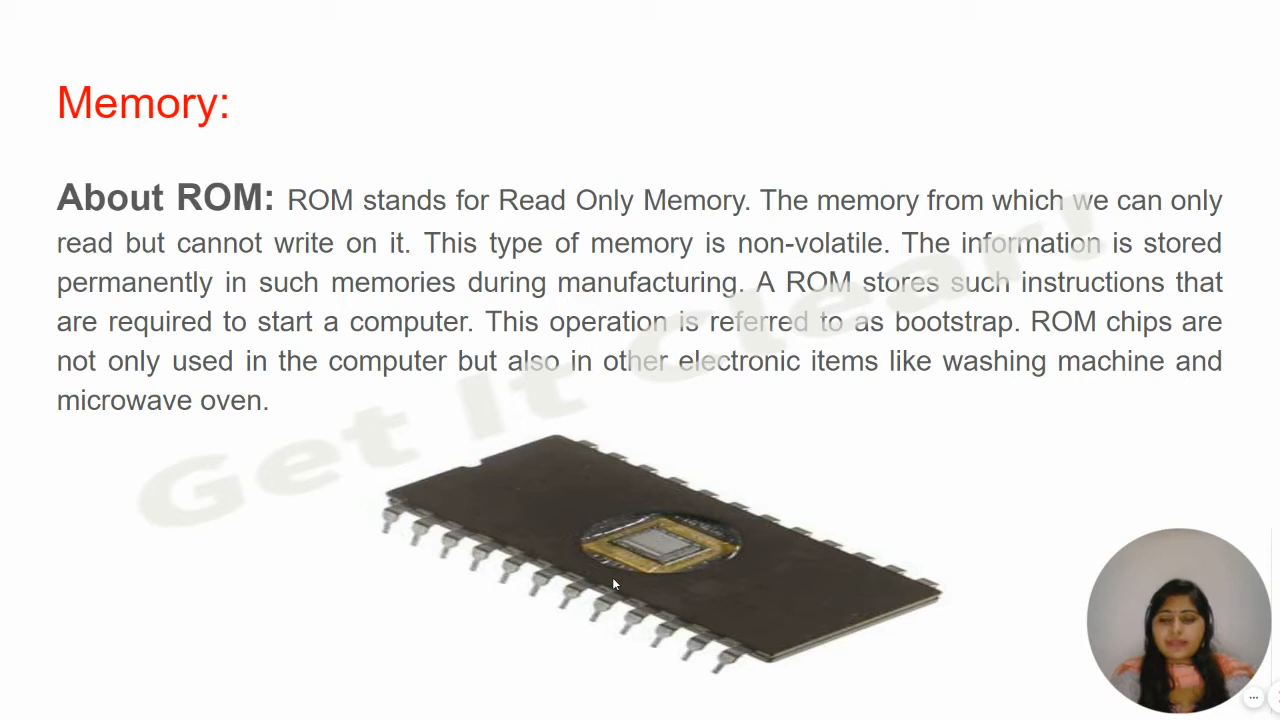 Memory:
About ROM: ROM stands for Read Only Memory. The memory from which we can only
read but cannot write on it. This type of memory is non-volatile. The information is stored
permanently in such memories during manufacturing. A ROM stores such instructions that
are required to start a computer. This operation is referred to as bootstrap. ROM chips are
not only used in the computer but also in other electronic items like washing machine and
microwave oven.
Get It Clear!